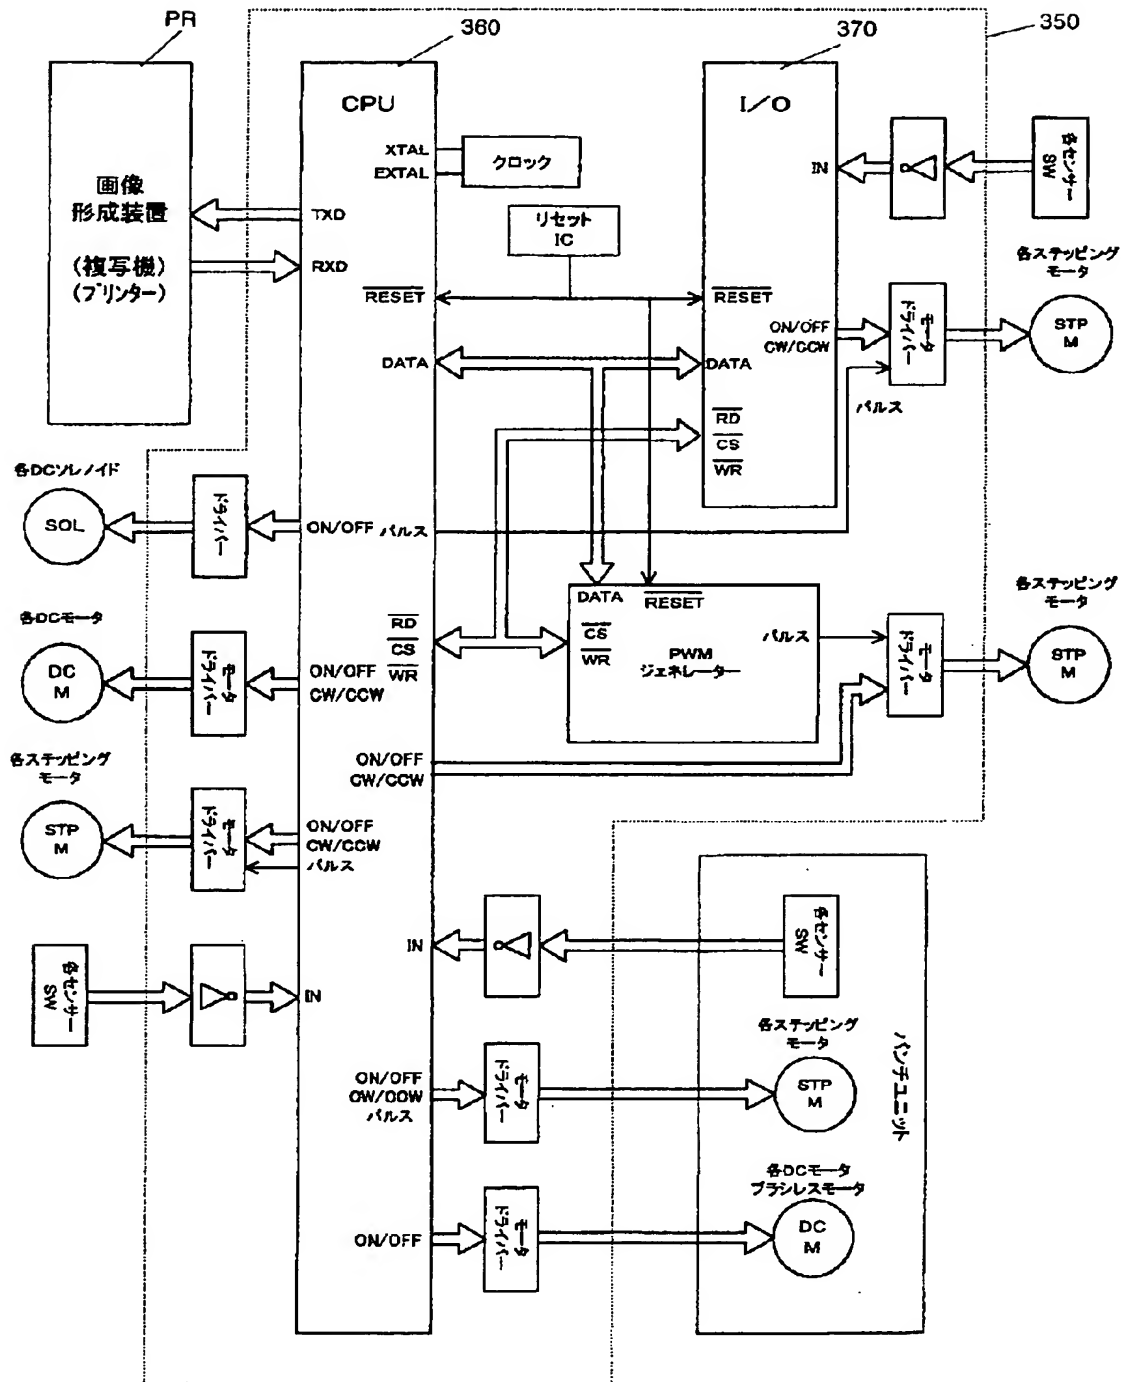 PR
360
370
350
画像
形成装置
(複写機)
(プリンター)
CPU
XTAL
EXTAL
クロック
TXD
RXD
リセット
IC
RESET
DATA
I/O
IN
各センサー
SW
RESET
ON/OFF
CW/CCW
DATA
RD
CS
WR
モータ
ドライバー
各ステッピング
モータ
STP
M
パルス
各DCソレノイド
SOL
ドライバー
ON/OFF
パルス
各DCモータ
DC
M
モータ
ドライバー
ON/OFF
CW/CCW
RD
CS
WR
DATA
RESET
CS
WR
PWM
ジェネレーター
パルス
モータ
ドライバー
各ステッピング
モータ
STP
M
ON/OFF
CW/CCW
各ステッピング
モータ
STP
M
モータ
ドライバー
ON/OFF
CW/CCW
パルス
各センサー
SW
IN
IN
各センサー
SW
ON/OFF
CW/CCW
パルス
モータ
ドライバー
各ステッピング
モータ
STP
M
パンチユニット
ON/OFF
モータ
ドライバー
各DCモータ
ブラシレスモータ
DC
M